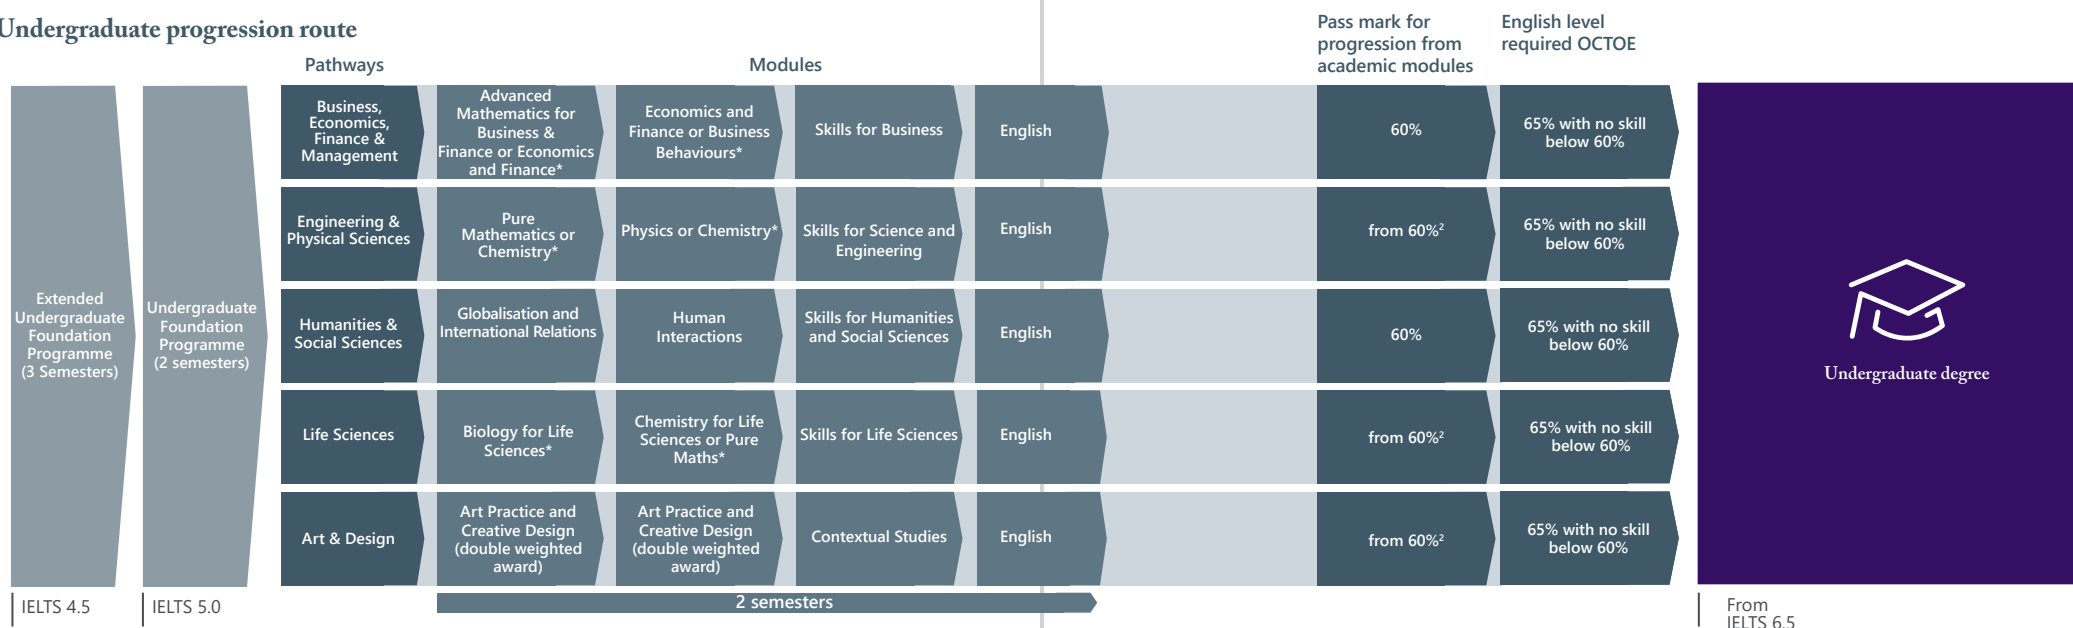 Undergraduate progression route
Pathways
Modules
Pass mark for
progression from
academic modules
English level
required OCTOE
Extended
Undergraduate
Foundation
Programme
(3 Semesters)
Undergraduate
Foundation
Programme
(2 semesters)
Business,
Economics,
Finance &
Management
Advanced
Mathematics for
Business &
Finance or Economics
and Finance*
Economics and
Finance or Business
Behaviours*
Skills for Business
English
60%
65% with no skill
below 60%
Engineering &
Physical Sciences
Pure
Mathematics or
Chemistry*
Physics or Chemistry*
Skills for Science and
Engineering
English
from 60%²
65% with no skill
below 60%
Humanities &
Social Sciences
Globalisation and
International Relations
Human
Interactions
Skills for Humanities
and Social Sciences
English
60%
65% with no skill
below 60%
Life Sciences
Biology for Life
Sciences*
Chemistry for Life
Sciences or Pure
Maths*
Skills for Life Sciences
English
from 60%²
65% with no skill
below 60%
Art & Design
Art Practice and
Creative Design
(double weighted
award)
Art Practice and
Creative Design
(double weighted
award)
Contextual Studies
English
from 60%²
65% with no skill
below 60%
Undergraduate degree
IELTS 4.5
IELTS 5.0
2 semesters
From
IELTS 6.5